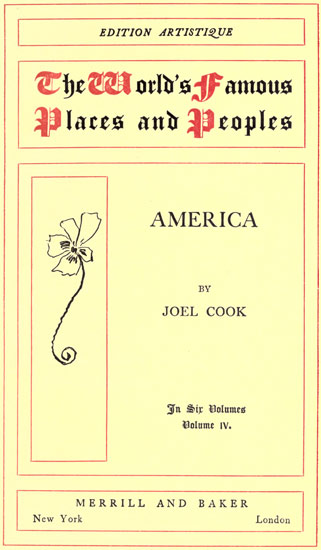 EDITION ARTISTIQUE
The World's Famous
Places and Peoples
AMERICA
BY
JOEL COOK
In Six Volumes
Volume IV.
MERRILL AND BAKER
New York London